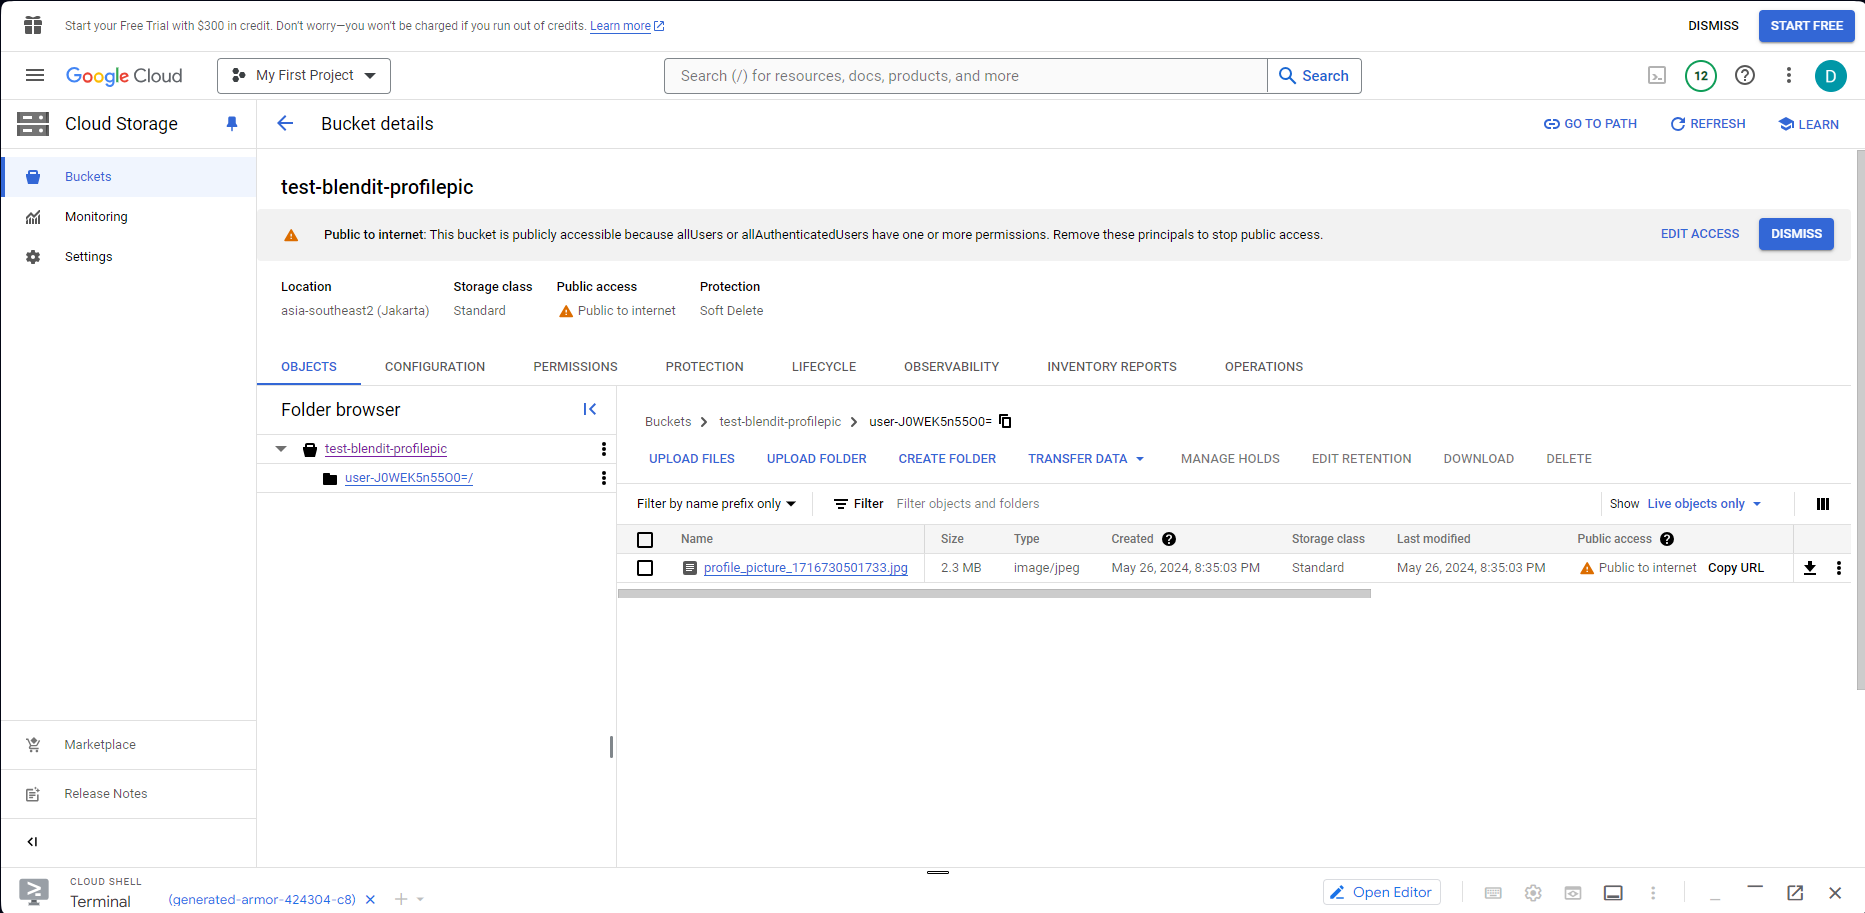 Start your Free Trial with $300 in credit. Don't worry—you won't be charged if you run out of credits. Learn more
DISMISS
START FREE
Google Cloud
My First Project
Search (/) for resources, docs, products, and more
Search
12
D
Cloud Storage
Bucket details
GO TO PATH
REFRESH
LEARN
Buckets
Monitoring
Settings
Marketplace
Release Notes
test-blendit-profilepic
Public to internet: This bucket is publicly accessible because allUsers or allAuthenticatedUsers have one or more permissions. Remove these principals to stop public access.
EDIT ACCESS
DISMISS
Location Storage class Public access Protection
asia-southeast2 (Jakarta) Standard Public to internet Soft Delete
OBJECTS CONFIGURATION PERMISSIONS PROTECTION LIFECYCLE OBSERVABILITY INVENTORY REPORTS OPERATIONS
Folder browser
test-blendit-profilepic
user-J0WEK5n55O0=/
Buckets > test-blendit-profilepic > user-J0WEK5n55O0=
UPLOAD FILES UPLOAD FOLDER CREATE FOLDER TRANSFER DATA MANAGE HOLDS EDIT RETENTION DOWNLOAD DELETE
Filter by name prefix only Filter Filter objects and folders Show Live objects only
Name Size Type Created Storage class Last modified Public access
profile_picture_1716730501733.jpg 2.3 MB image/jpeg May 26, 2024, 8:35:03 PM Standard May 26, 2024, 8:35:03 PM Public to internet Copy URL
CLOUD SHELL
Terminal
(generated-armor-424304-c8)
Open Editor